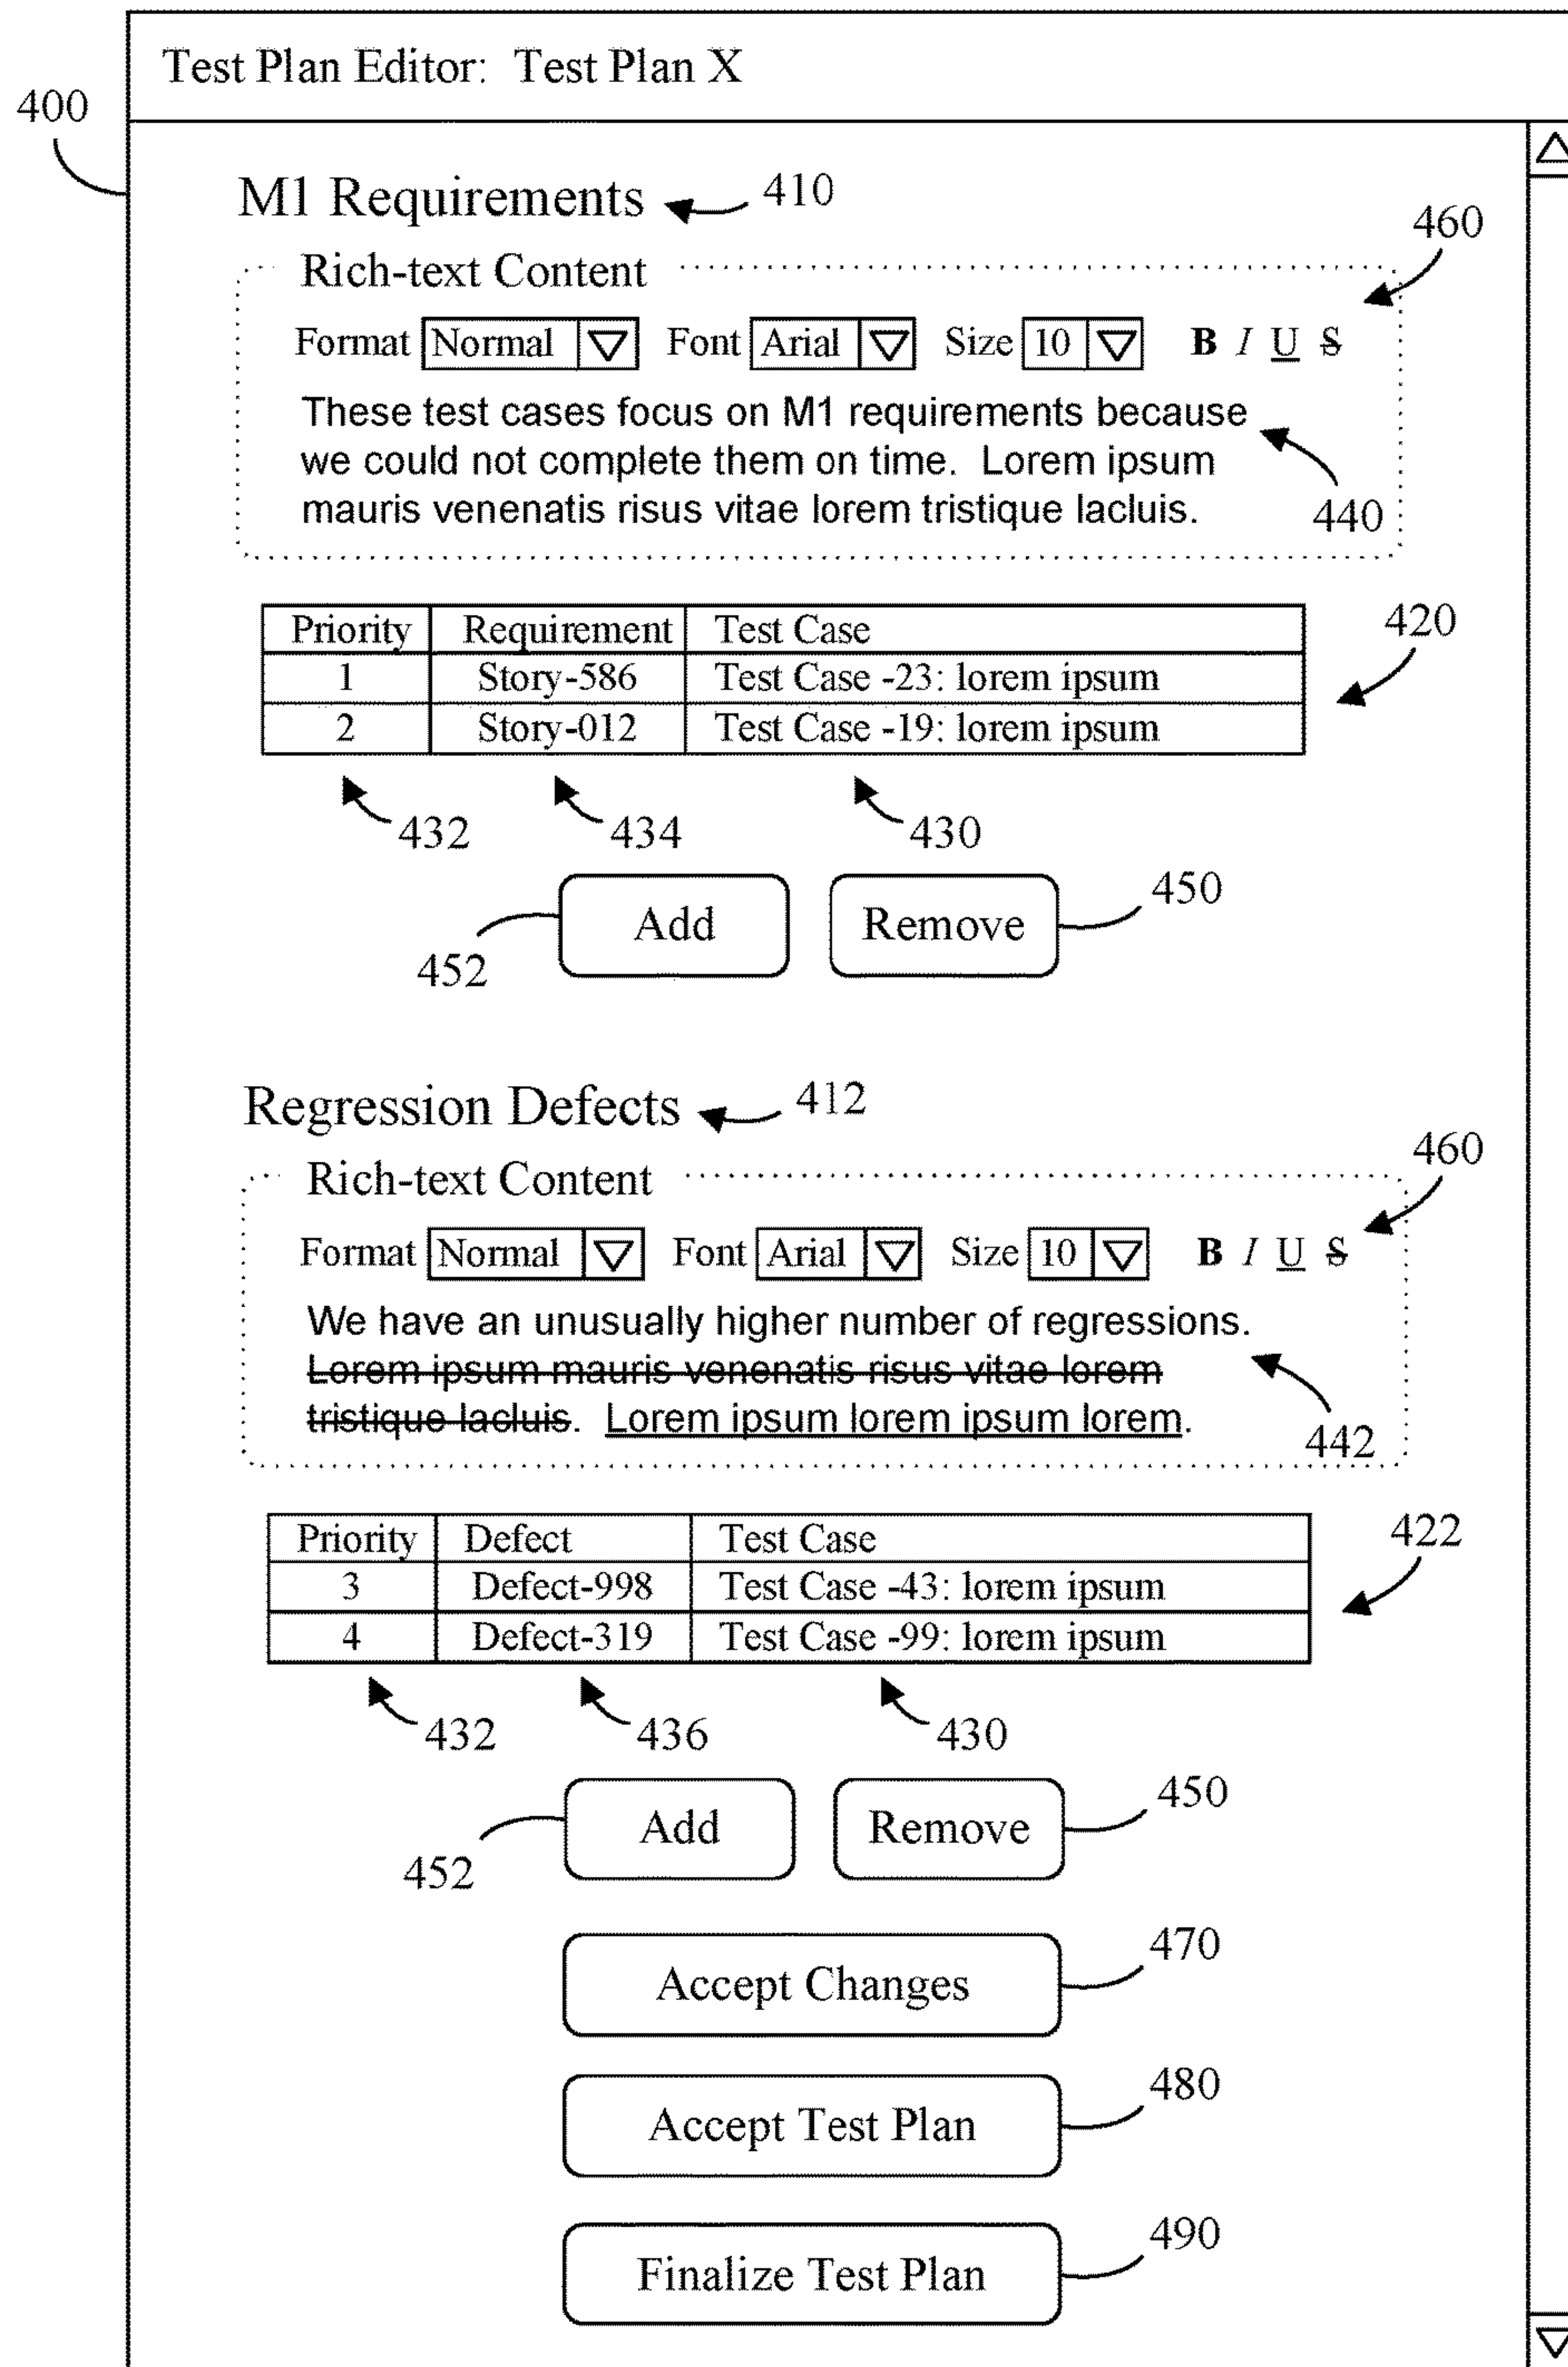 Test Plan Editor: Test Plan X
400
M1 Requirements 410
460
Rich-text Content
Format Normal Font Arial Size 10 B I U S
These test cases focus on M1 requirements because
we could not complete them on time. Lorem ipsum
mauris venenatis risus vitae lorem tristique lacluis.
440
Priority Requirement Test Case
420
1 Story-586 Test Case -23: lorem ipsum
2 Story-012 Test Case -19: lorem ipsum
432 434 430
Add Remove
450
452
Regression Defects 412
460
Rich-text Content
Format Normal Font Arial Size 10 B I U S
We have an unusually higher number of regressions.
Lorem ipsum mauris venenatis risus vitae lorem
tristique lacluis. Lorem ipsum lorem ipsum lorem.
442
Priority Defect Test Case
422
3 Defect-998 Test Case -43: lorem ipsum
4 Defect-319 Test Case -99: lorem ipsum
432 436 430
Add Remove
450
452
Accept Changes
470
Accept Test Plan
480
Finalize Test Plan
490